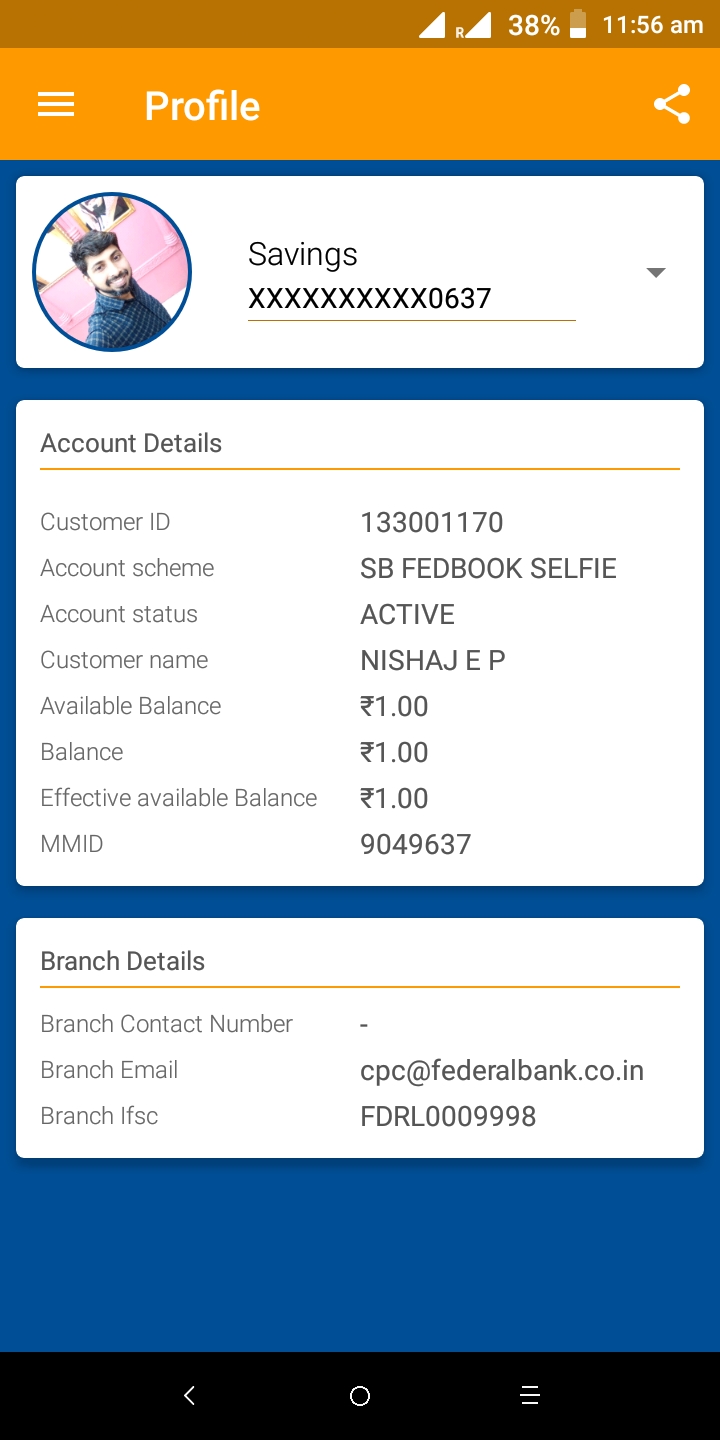 R 38% 11:56 am
Profile
Savings
XXXXXXXXXX0637
Account Details
Customer ID 133001170
Account scheme SB FEDBOOK SELFIE
Account status ACTIVE
Customer name NISHAJ E P
Available Balance ₹1.00
Balance ₹1.00
Effective available Balance ₹1.00
MMID 9049637
Branch Details
Branch Contact Number -
Branch Email cpc@federalbank.co.in
Branch Ifsc FDRL0009998